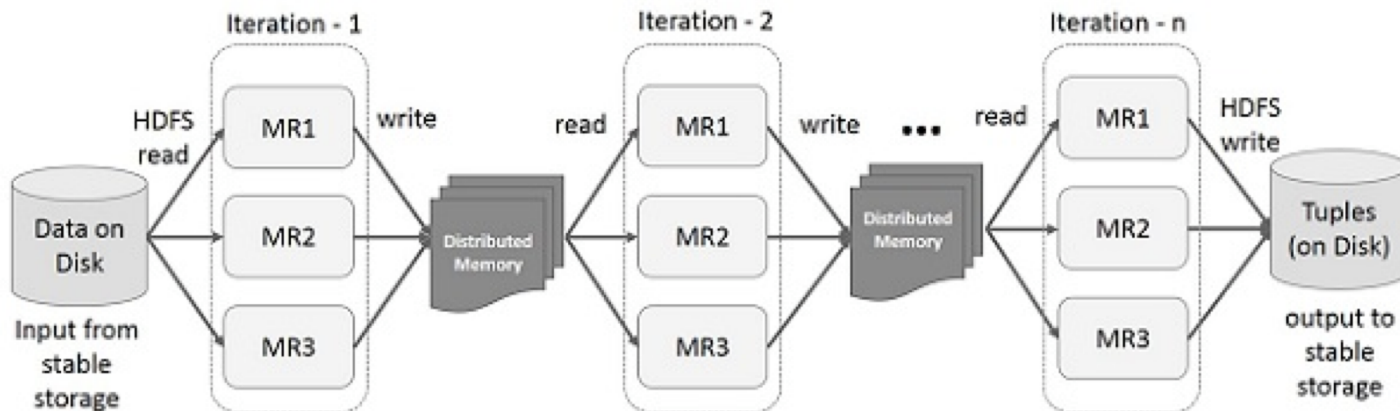 Iteration - 1
Iteration - 2
Iteration - n
HDFS
read
MR1
write
read
MR1
write
...
read
MR1
HDFS
write
Data on
Disk
MR2
Distributed
Memory
MR2
Distributed
Memory
MR2
Tuples
(on Disk)
Input from
stable
storage
MR3
MR3
MR3
output to
stable
storage